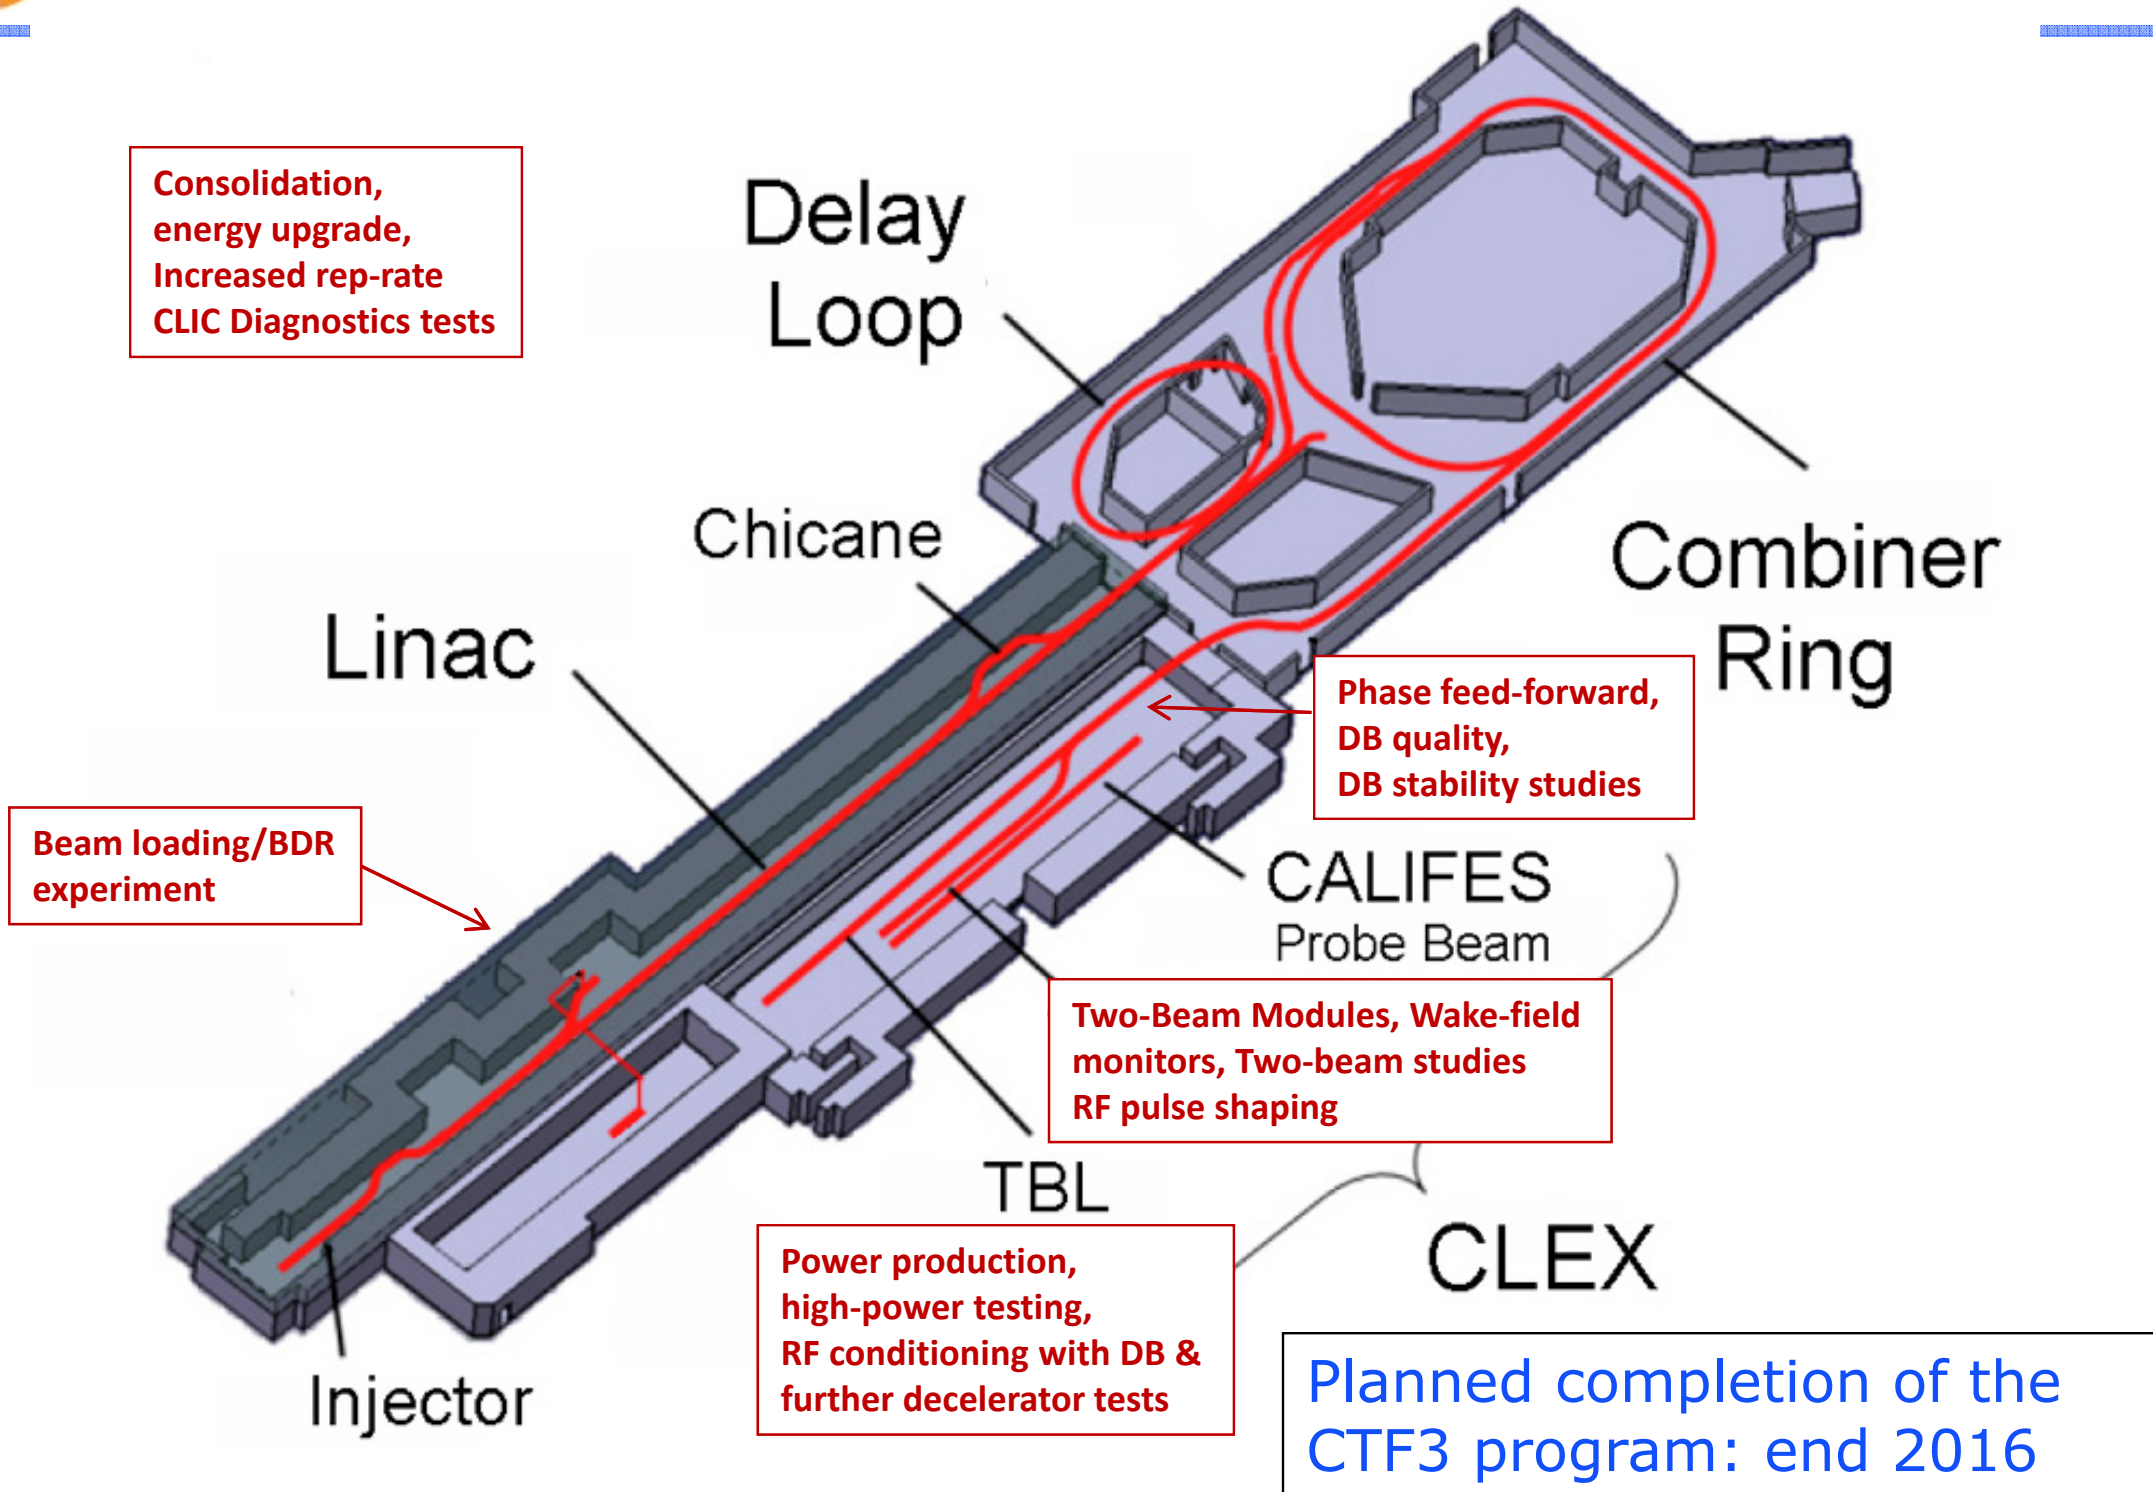 Consolidation,
energy upgrade,
Increased rep-rate
CLIC Diagnostics tests
Delay
Loop
Chicane
Linac
Combiner
Ring
Phase feed-forward,
DB quality,
DB stability studies
Beam loading/BDR
experiment
CALIFES
Probe Beam
Two-Beam Modules, Wake-field
monitors, Two-beam studies
RF pulse shaping
TBL
CLEX
Power production,
high-power testing,
RF conditioning with DB &
further decelerator tests
Injector
Planned completion of the
CTF3 program: end 2016